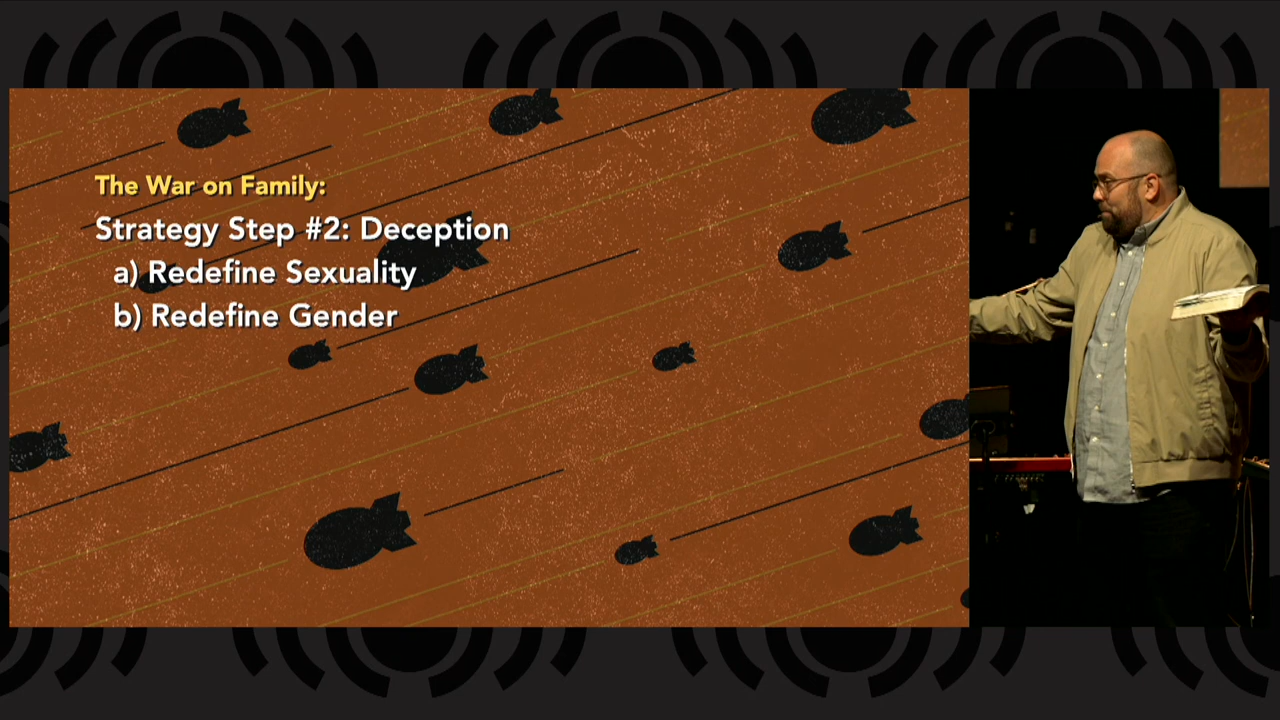 The War on Family:
Strategy Step #2: Deception
a) Redefine Sexuality
b) Redefine Gender